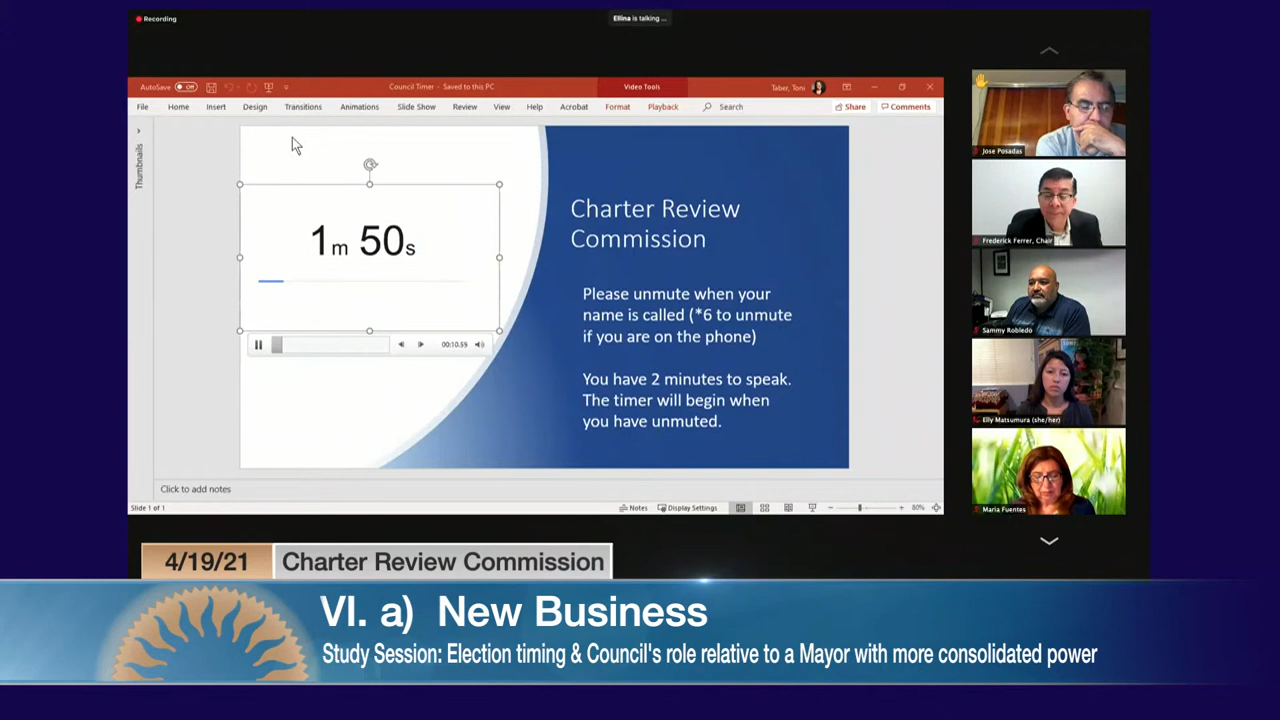 Recording
Ellina is talking ...
AutoSave Off
Council Timer - Saved to this PC
Video Tools
Taber, Toni
File Home Insert Design Transitions Animations Slide Show Review View Help Acrobat Format Playback Search Share Comments
Thumbnails
1m 50s
00:10.59
Charter Review
Commission
Please unmute when your
name is called (*6 to unmute
if you are on the phone)
You have 2 minutes to speak.
The timer will begin when
you have unmuted.
Click to add notes
Slide 1 of 1
Notes Display Settings 80%
Jose Posadas
Frederick Ferrer, Chair
Sammy Robledo
Elly Matsumura (she/her)
Maria Fuentes
4/19/21 Charter Review Commission
VI. a) New Business
Study Session: Election timing & Council's role relative to a Mayor with more consolidated power